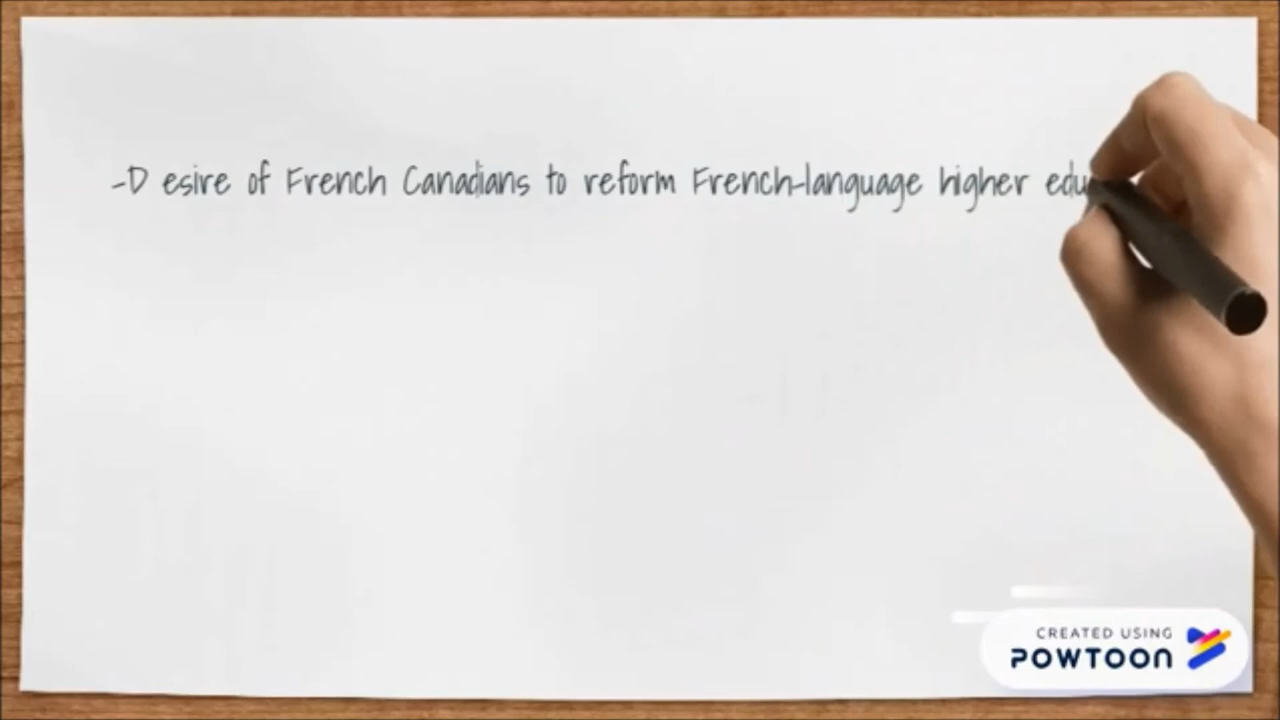 -D esire of French Canadians to reform French-language higher edu
CREATED USING
POWTOON